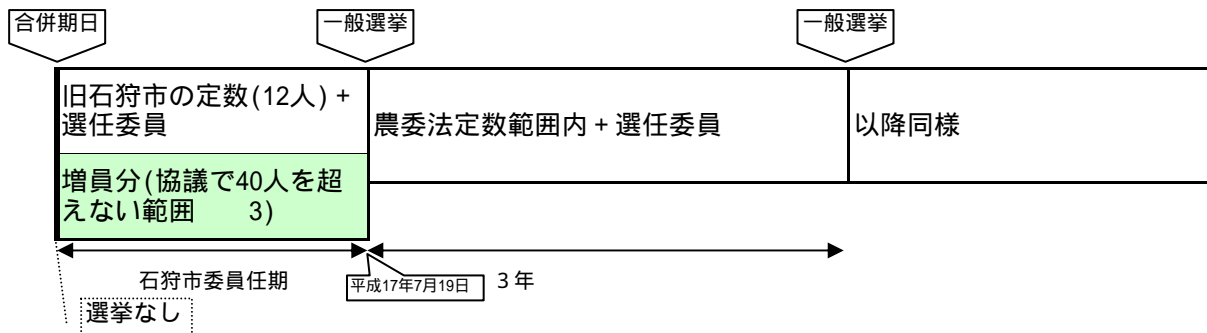 合併期日
一般選挙
一般選挙
旧石狩市の定数(12人)+
選任委員
農委法定数範囲内+選任委員
以降同様
増員分(協議で40人を超
えない範囲 3)
石狩市委員任期
平成17年7月19日
3年
選挙なし